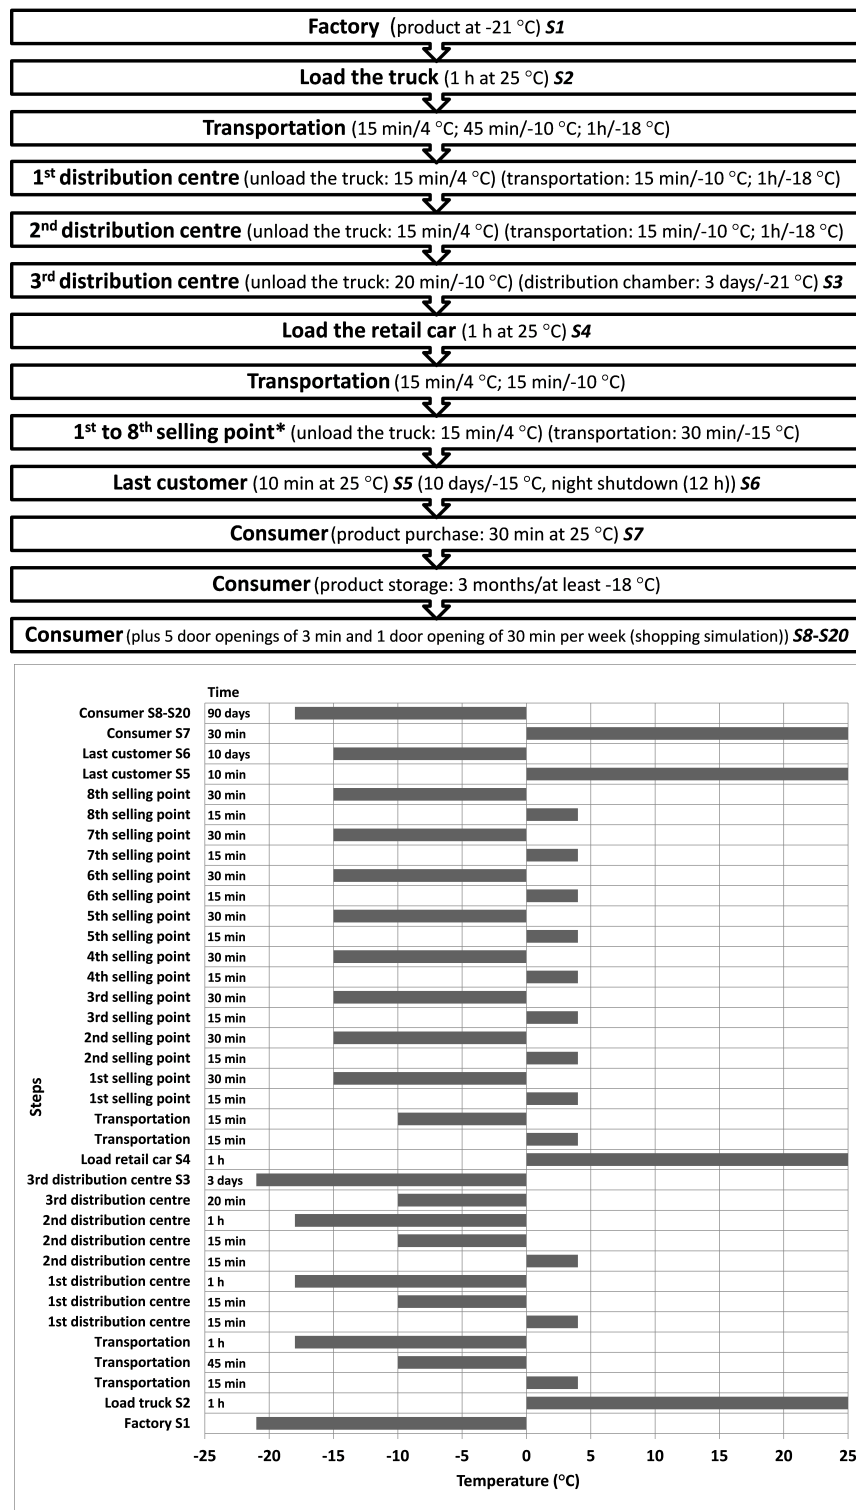 Factory (product at -21 °C) S1
Load the truck (1 h at 25 °C) S2
Transportation (15 min/4 °C; 45 min/-10 °C; 1h/-18 °C)
1st distribution centre (unload the truck: 15 min/4 °C) (transportation: 15 min/-10 °C; 1h/-18 °C)
2nd distribution centre (unload the truck: 15 min/4 °C) (transportation: 15 min/-10 °C; 1h/-18 °C)
3rd distribution centre (unload the truck: 20 min/-10 °C) (distribution chamber: 3 days/-21 °C) S3
Load the retail car (1 h at 25 °C) S4
Transportation (15 min/4 °C; 15 min/-10 °C)
1st to 8th selling point* (unload the truck: 15 min/4 °C) (transportation: 30 min/-15 °C)
Last customer (10 min at 25 °C) S5 (10 days/-15 °C, night shutdown (12 h)) S6
Consumer (product purchase: 30 min at 25 °C) S7
Consumer (product storage: 3 months/at least -18 °C)
Consumer (plus 5 door openings of 3 min and 1 door opening of 30 min per week (shopping simulation)) S8-S20
Time
Consumer S8-S20 90 days
Consumer S7 30 min
Last customer S6 10 days
Last customer S5 10 min
8th selling point 30 min
8th selling point 15 min
7th selling point 30 min
7th selling point 15 min
6th selling point 30 min
6th selling point 15 min
5th selling point 30 min
5th selling point 15 min
4th selling point 30 min
4th selling point 15 min
3rd selling point 30 min
3rd selling point 15 min
2nd selling point 30 min
2nd selling point 15 min
1st selling point 30 min
1st selling point 15 min
Transportation 15 min
Transportation 15 min
Load retail car S4 1 h
3rd distribution centre S3 3 days
3rd distribution centre 20 min
2nd distribution centre 1 h
2nd distribution centre 15 min
2nd distribution centre 15 min
1st distribution centre 1 h
1st distribution centre 15 min
1st distribution centre 15 min
Transportation 1 h
Transportation 45 min
Transportation 15 min
Load truck S2 1 h
Factory S1
Steps
-25 -20 -15 -10 -5 0 5 10 15 20 25
Temperature (°C)